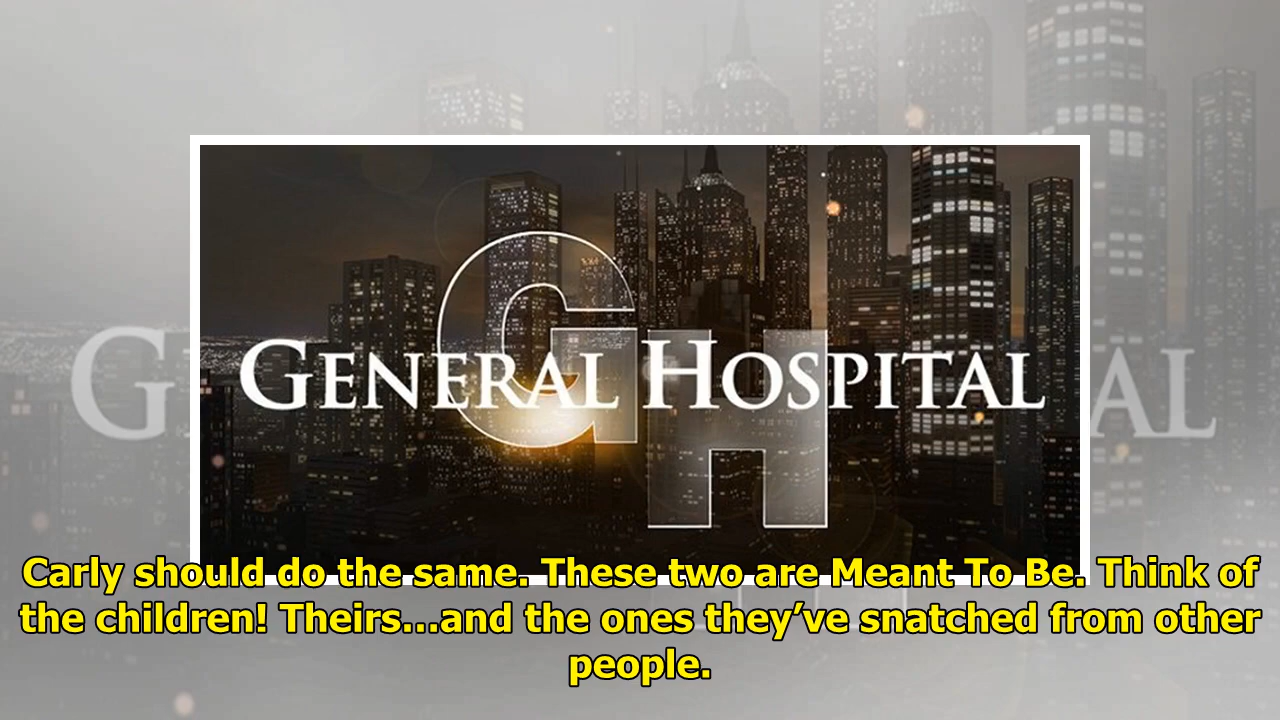 GH
GENERAL HOSPITAL
G AL
Carly should do the same. These two are Meant To Be. Think of
the children! Theirs...and the ones they’ve snatched from other
people.